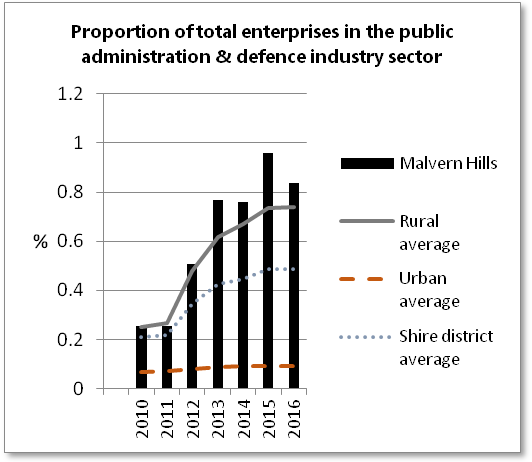 Proportion of total enterprises in the public
administration & defence industry sector
1.2
1
0.8
0.6
0.4
0.2
0
%
2010
2011
2012
2013
2014
2015
2016
Malvern Hills
Rural
average
Urban
average
Shire district
average